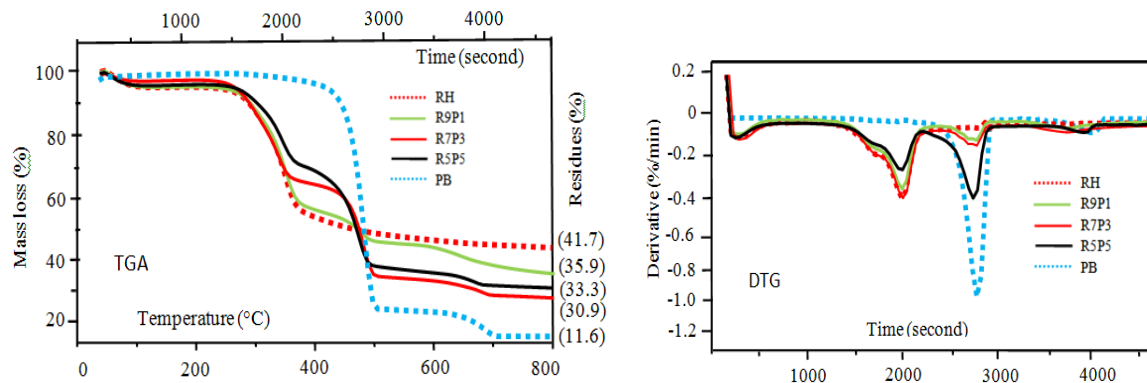 1000 2000 3000 4000
Time (second)
Mass loss (%)
100
80
60
40
20
RH
R9P1
R7P3
R5P5
PB
TGA
Temperature (°C)
0 200 400 600 800
Residues (%)
(41.7)
(35.9)
(33.3)
(30.9)
(11.6)
Derivative (%/min)
0.2
0
-0.2
-0.4
-0.6
-0.8
-1.0
-1.2
RH
R9P1
R7P3
R5P5
PB
DTG
Time (second)
1000 2000 3000 4000